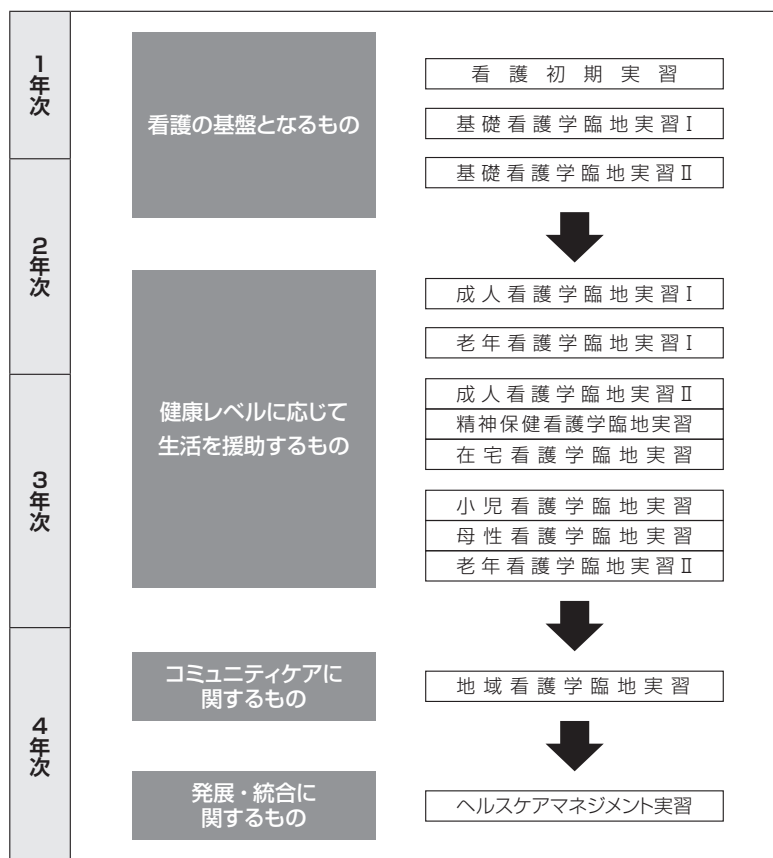 1年次
看護の基盤となるもの
看護初期実習
基礎看護学臨地実習Ⅰ
基礎看護学臨地実習Ⅱ
2年次
成人看護学臨地実習Ⅰ
老年看護学臨地実習Ⅰ
3年次
健康レベルに応じて
生活を援助するもの
成人看護学臨地実習Ⅱ
精神保健看護学臨地実習
在宅看護学臨地実習
小児看護学臨地実習
母性看護学臨地実習
老年看護学臨地実習Ⅱ
4年次
コミュニティケアに
関するもの
地域看護学臨地実習
発展・統合に
関するもの
ヘルスケアマネジメント実習